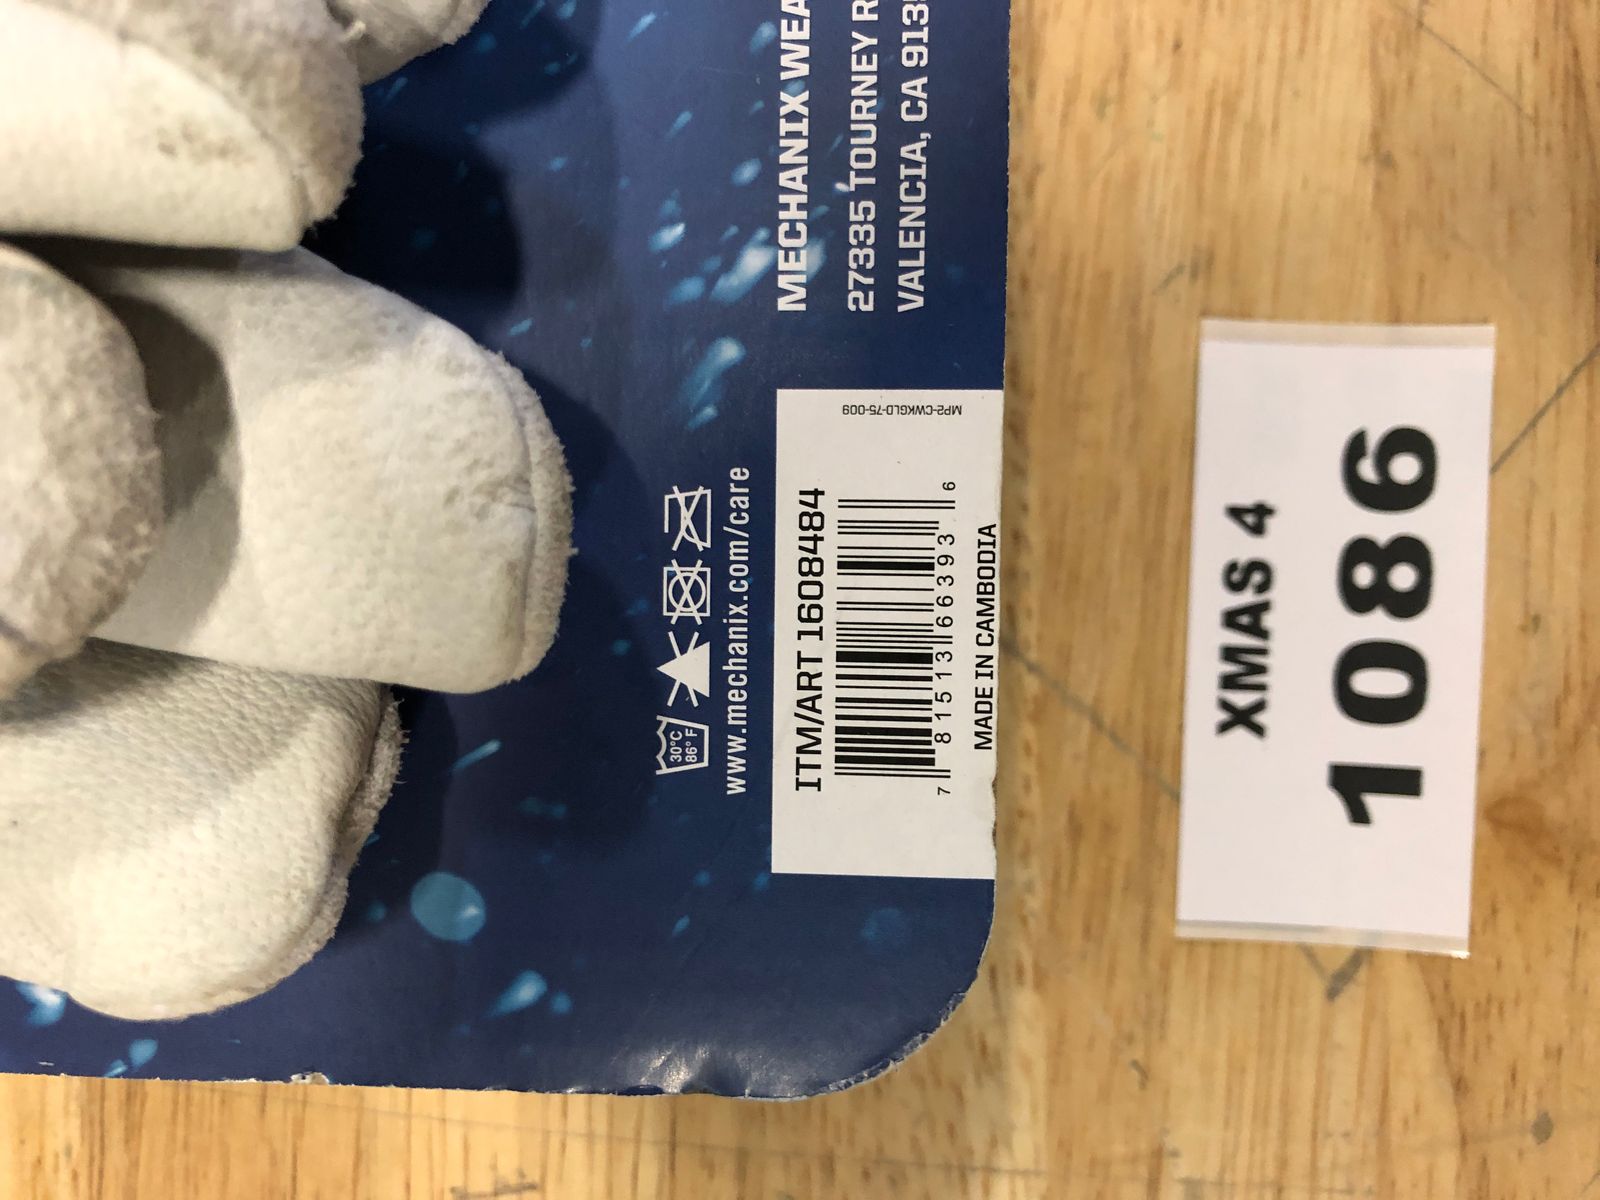 MECHANIX WEA
27335 TOURNEY R
VALENCIA, CA 913
30°C
86° F
www.mechanix.com/care
MP2-CWKGLD-75-009
ITM/ART 1608484
7 81513 66393 6
MADE IN CAMBODIA
XMAS 4
1086